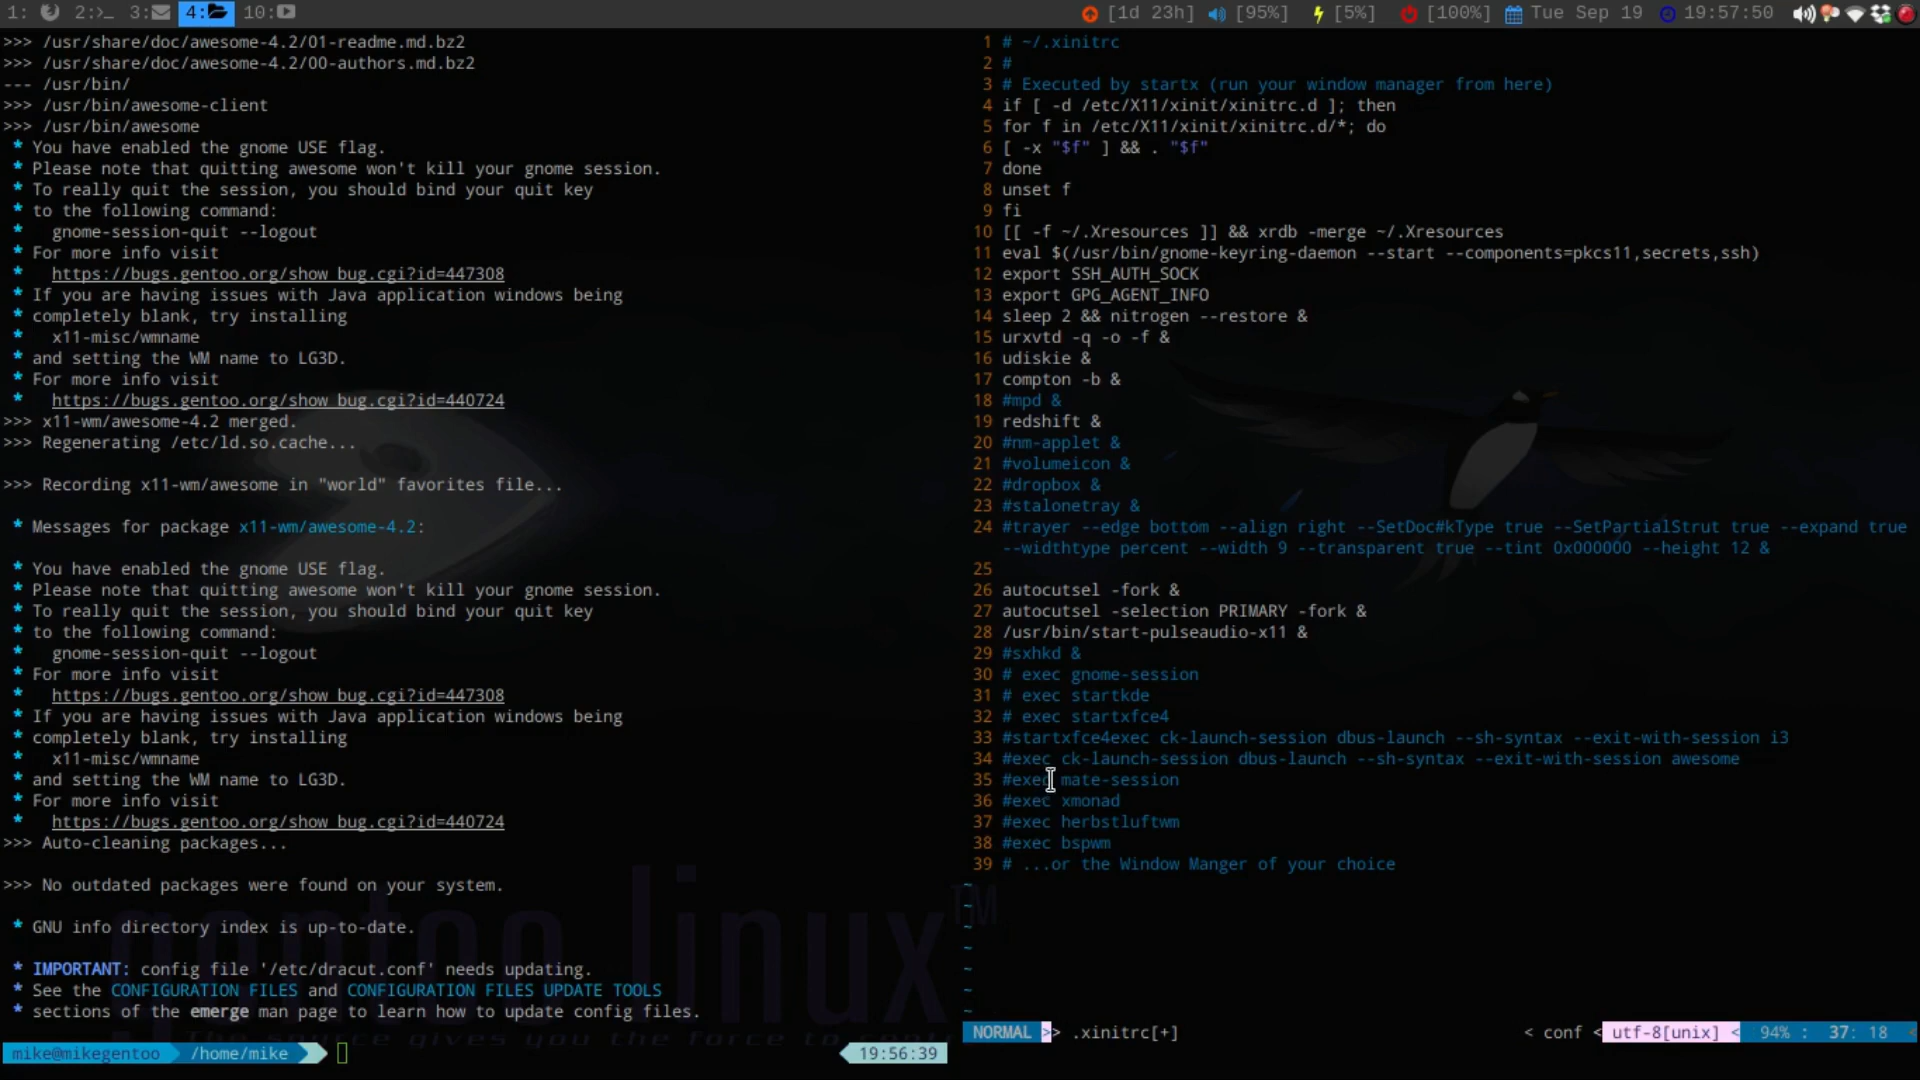 1: 2:>_ 3: 4: 10: [1d 23h] [95%] [5%] [100%] Tue Sep 19 19:57:50
>>> /usr/share/doc/awesome-4.2/01-readme.md.bz2
>>> /usr/share/doc/awesome-4.2/00-authors.md.bz2
--- /usr/bin/
>>> /usr/bin/awesome-client
>>> /usr/bin/awesome
* You have enabled the gnome USE flag.
* Please note that quitting awesome won't kill your gnome session.
* To really quit the session, you should bind your quit key
* to the following command:
* gnome-session-quit --logout
* For more info visit
* https://bugs.gentoo.org/show_bug.cgi?id=447308
* If you are having issues with Java application windows being
* completely blank, try installing
* x11-misc/wmname
* and setting the WM name to LG3D.
* For more info visit
* https://bugs.gentoo.org/show_bug.cgi?id=440724
>>> x11-wm/awesome-4.2 merged.
>>> Regenerating /etc/ld.so.cache...
>>> Recording x11-wm/awesome in "world" favorites file...
* Messages for package x11-wm/awesome-4.2:
* You have enabled the gnome USE flag.
* Please note that quitting awesome won't kill your gnome session.
* To really quit the session, you should bind your quit key
* to the following command:
* gnome-session-quit --logout
* For more info visit
* https://bugs.gentoo.org/show_bug.cgi?id=447308
* If you are having issues with Java application windows being
* completely blank, try installing
* x11-misc/wmname
* and setting the WM name to LG3D.
* For more info visit
* https://bugs.gentoo.org/show_bug.cgi?id=440724
>>> Auto-cleaning packages...
>>> No outdated packages were found on your system.
* GNU info directory index is up-to-date.
* IMPORTANT: config file '/etc/dracut.conf' needs updating.
* See the CONFIGURATION FILES and CONFIGURATION FILES UPDATE TOOLS
* sections of the emerge man page to learn how to update config files.
mike@mikegentoo /home/mike 19:56:39
1 # ~/.xinitrc
2 #
3 # Executed by startx (run your window manager from here)
4 if [ -d /etc/X11/xinit/xinitrc.d ]; then
5 for f in /etc/X11/xinit/xinitrc.d/*; do
6 [ -x "$f" ] && . "$f"
7 done
8 unset f
9 fi
10 [[ -f ~/.Xresources ]] && xrdb -merge ~/.Xresources
11 eval $(/usr/bin/gnome-keyring-daemon --start --components=pkcs11,secrets,ssh)
12 export SSH_AUTH_SOCK
13 export GPG_AGENT_INFO
14 sleep 2 && nitrogen --restore &
15 urxvtd -q -o -f &
16 udiskie &
17 compton -b &
18 #mpd &
19 redshift &
20 #nm-applet &
21 #volumeicon &
22 #dropbox &
23 #stalonetray &
24 #trayer --edge bottom --align right --SetDoc#kType true --SetPartialStrut true --expand true
--widthtype percent --width 9 --transparent true --tint 0x000000 --height 12 &
25
26 autocutsel -fork &
27 autocutsel -selection PRIMARY -fork &
28 /usr/bin/start-pulseaudio-x11 &
29 #sxhkd &
30 # exec gnome-session
31 # exec startkde
32 # exec startxfce4
33 #startxfce4exec ck-launch-session dbus-launch --sh-syntax --exit-with-session i3
34 #exec ck-launch-session dbus-launch --sh-syntax --exit-with-session awesome
35 #exec mate-session
36 #exec xmonad
37 #exec herbstluftwm
38 #exec bspwm
39 # ...or the Window Manger of your choice
~
~
~
~
~
~
~
NORMAL >> .xinitrc[+] < conf < utf-8[unix] < 94% : 37: 18 <
gentoo linux™
The source gives you the force to